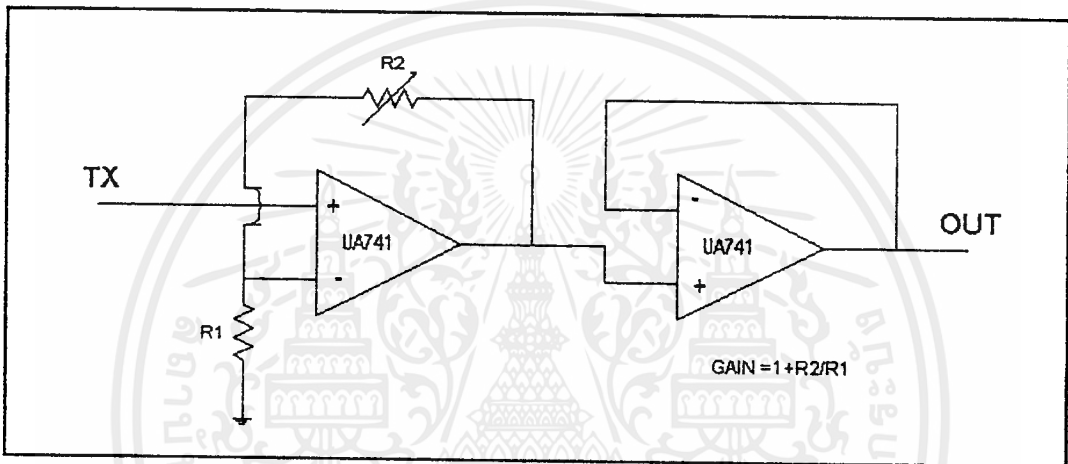 R2
TX
+
UA741
-
R1
-
UA741
+
OUT
GAIN =1+R2/R1